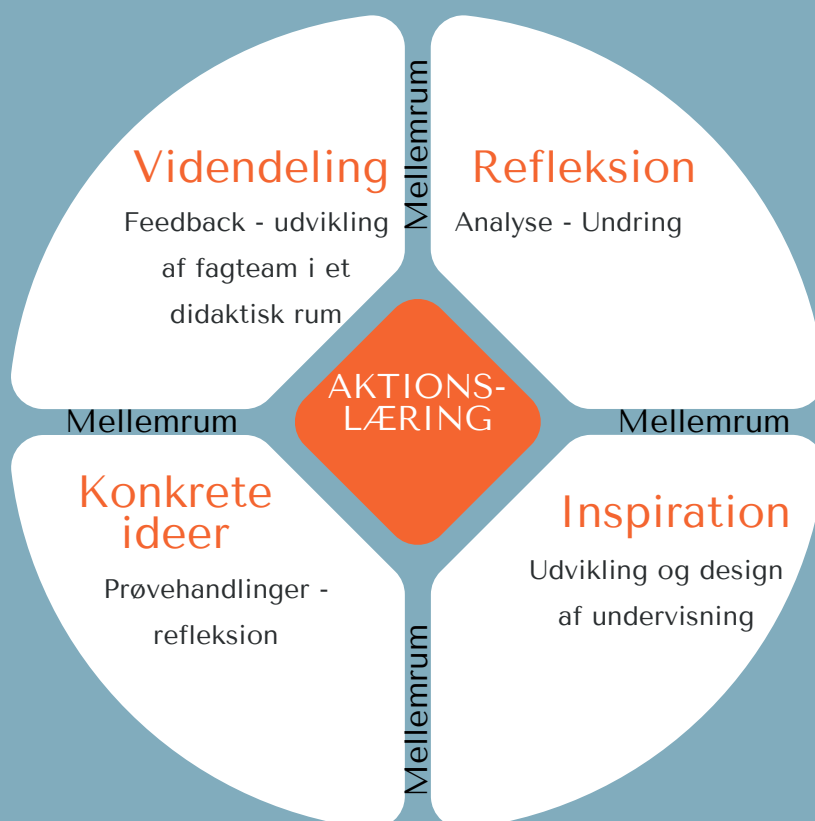 Videndeling
Feedback - udvikling
af fagteam i et
didaktisk rum
Mellemrum
Refleksion
Analyse - Undring
AKTIONS-
LÆRING
Mellemrum
Mellemrum
Konkrete
ideer
Prøvehandlinger -
refleksion
Mellemrum
Inspiration
Udvikling og design
af undervisning